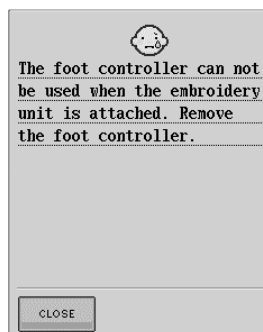 The foot controller can not
be used when the embroidery
unit is attached. Remove
the foot controller.
CLOSE